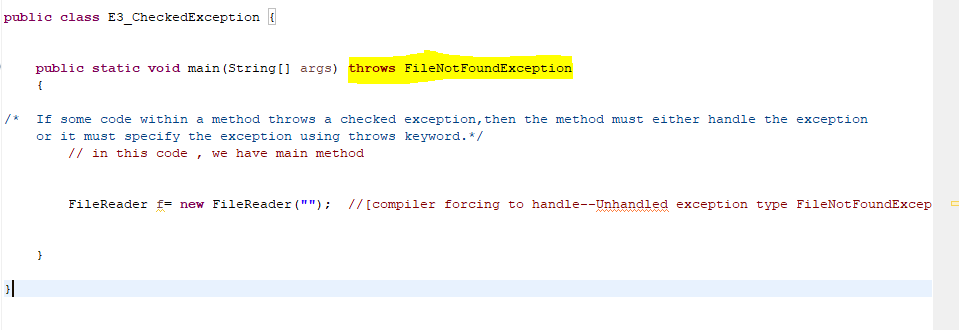 public class E3_CheckedException {
public static void main(String[] args) throws FileNotFoundException
{
/* If some code within a method throws a checked exception,then the method must either handle the exception
or it must specify the exception using throws keyword.*/
// in this code , we have main method
FileReader f= new FileReader(""); //[compiler forcing to handle--Unhandled exception type FileNotFoundExcep
}
}